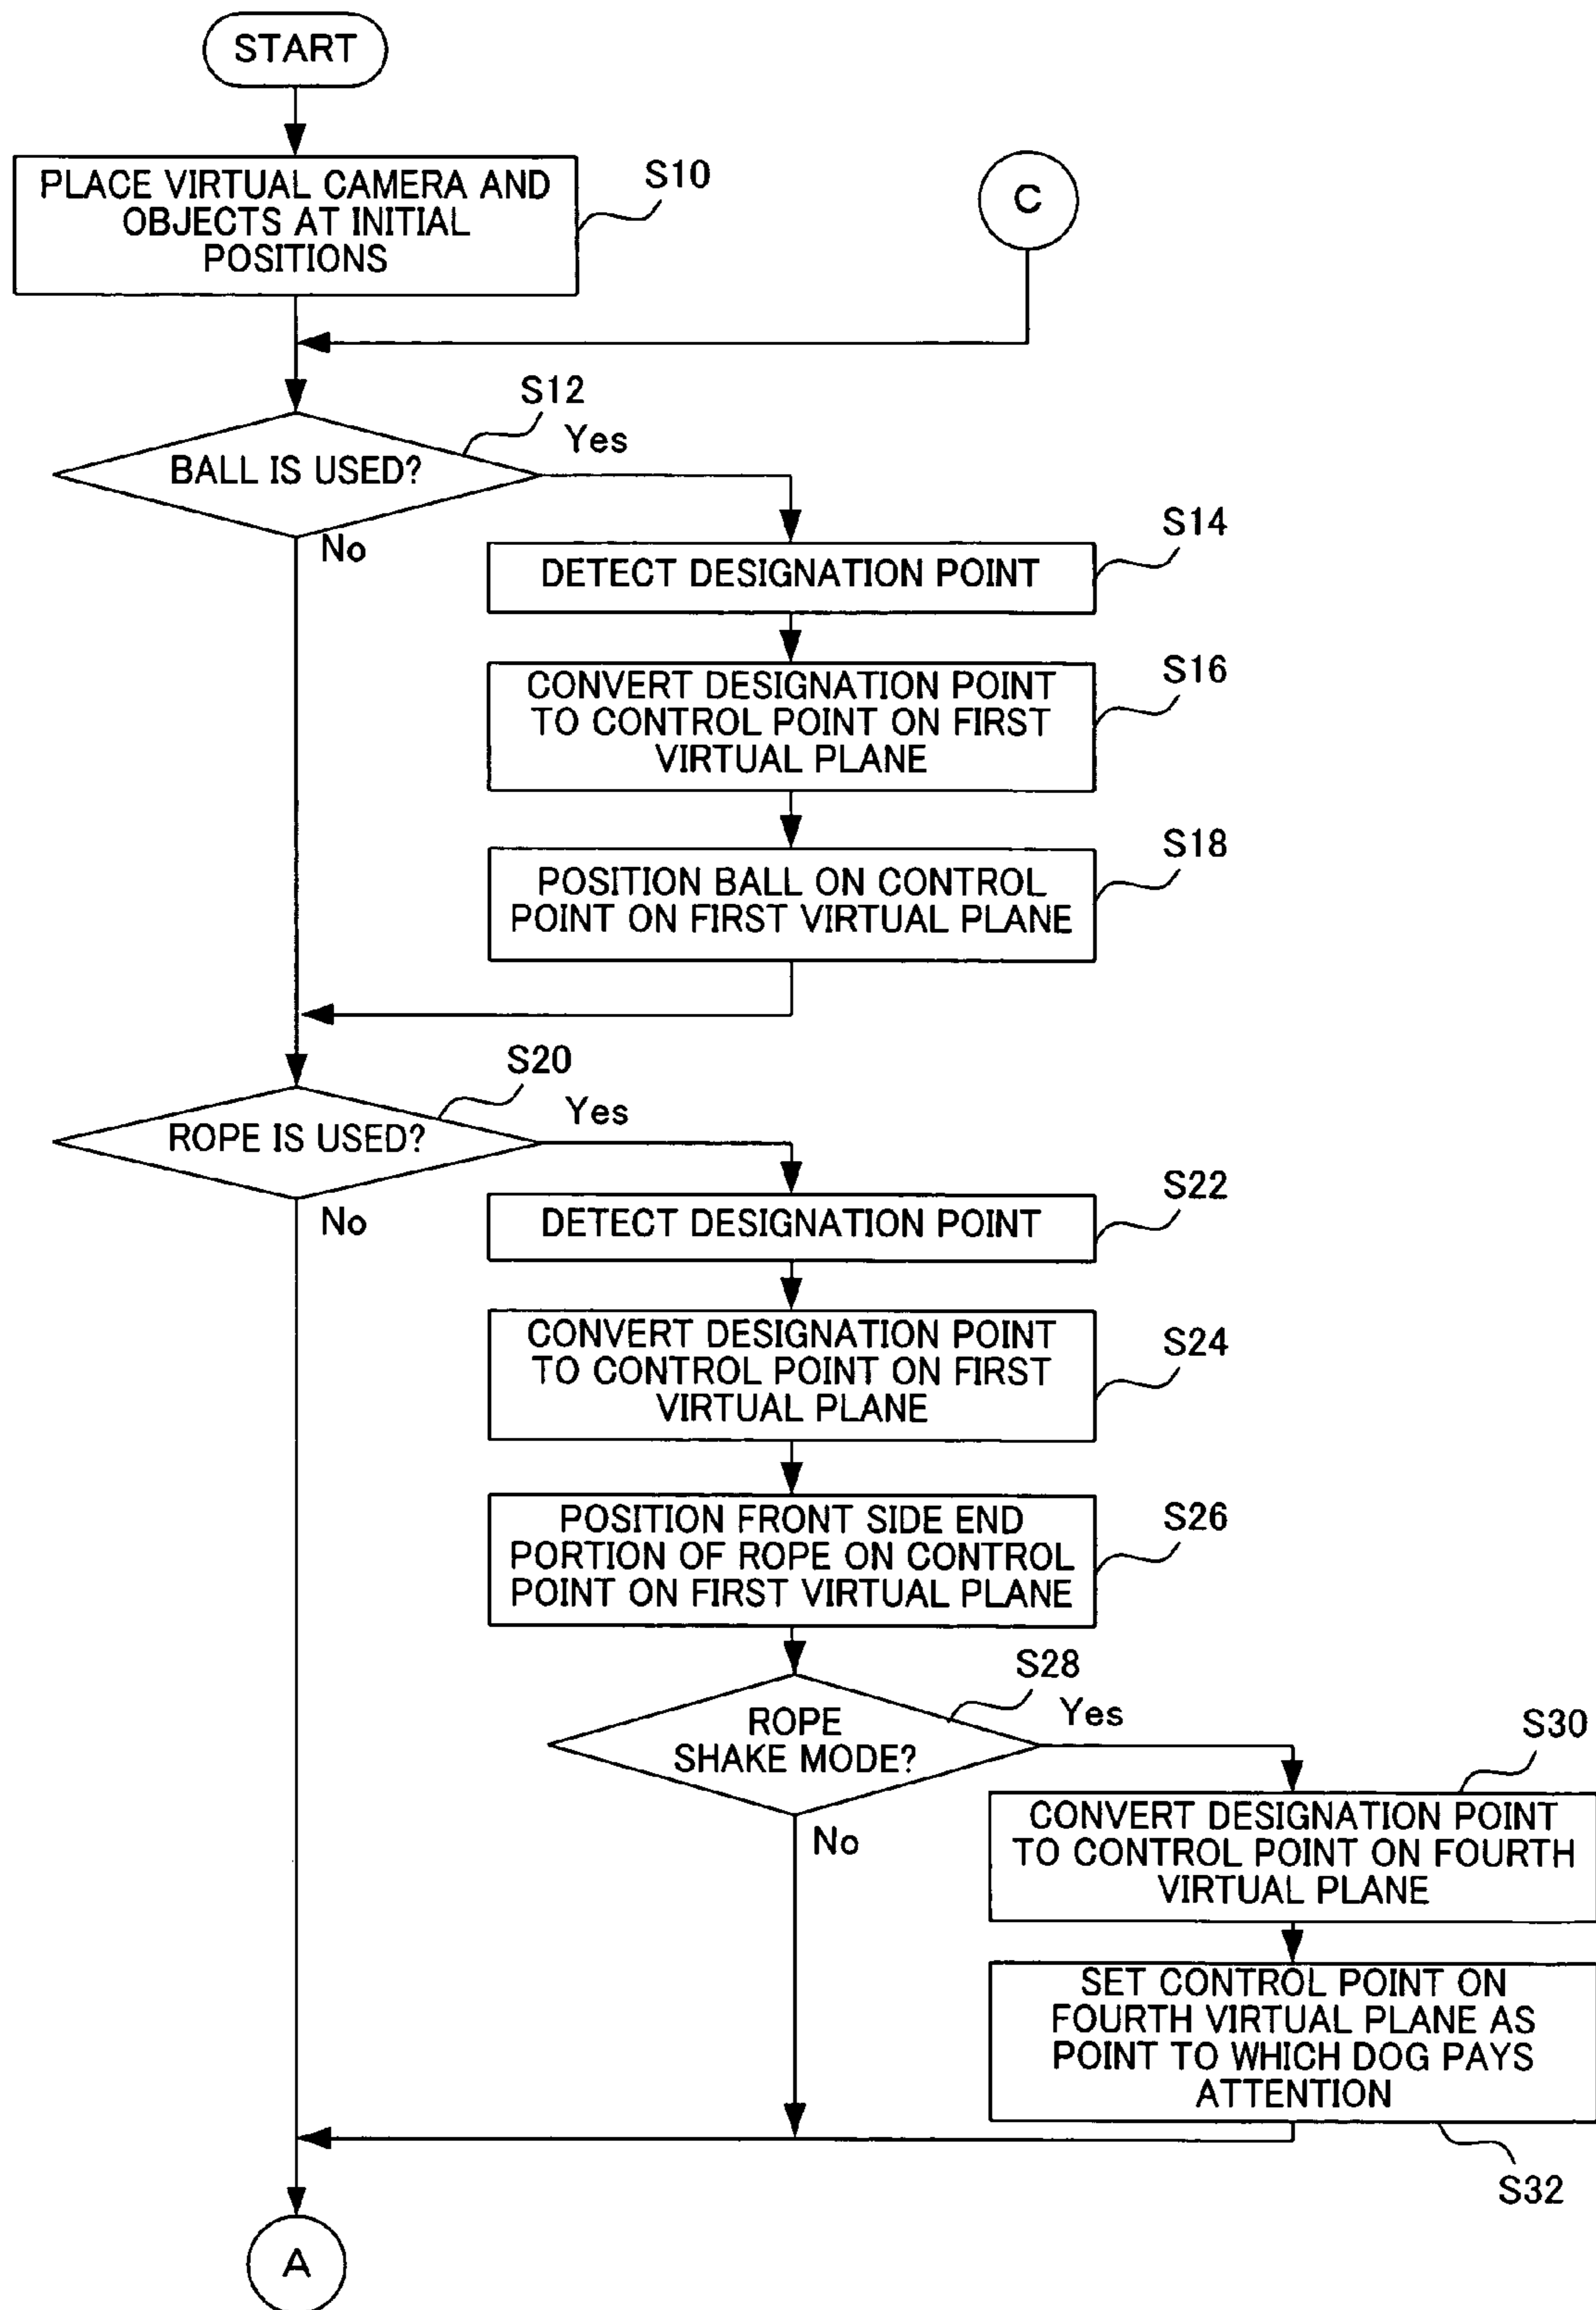 START
PLACE VIRTUAL CAMERA AND
OBJECTS AT INITIAL
POSITIONS
S10
C
BALL IS USED?
S12
Yes
No
DETECT DESIGNATION POINT
S14
CONVERT DESIGNATION POINT
TO CONTROL POINT ON FIRST
VIRTUAL PLANE
S16
POSITION BALL ON CONTROL
POINT ON FIRST VIRTUAL PLANE
S18
ROPE IS USED?
S20
Yes
No
DETECT DESIGNATION POINT
S22
CONVERT DESIGNATION POINT
TO CONTROL POINT ON FIRST
VIRTUAL PLANE
S24
POSITION FRONT SIDE END
PORTION OF ROPE ON CONTROL
POINT ON FIRST VIRTUAL PLANE
S26
ROPE
SHAKE MODE?
S28
Yes
No
S30
CONVERT DESIGNATION POINT
TO CONTROL POINT ON FOURTH
VIRTUAL PLANE
SET CONTROL POINT ON
FOURTH VIRTUAL PLANE AS
POINT TO WHICH DOG PAYS
ATTENTION
S32
A